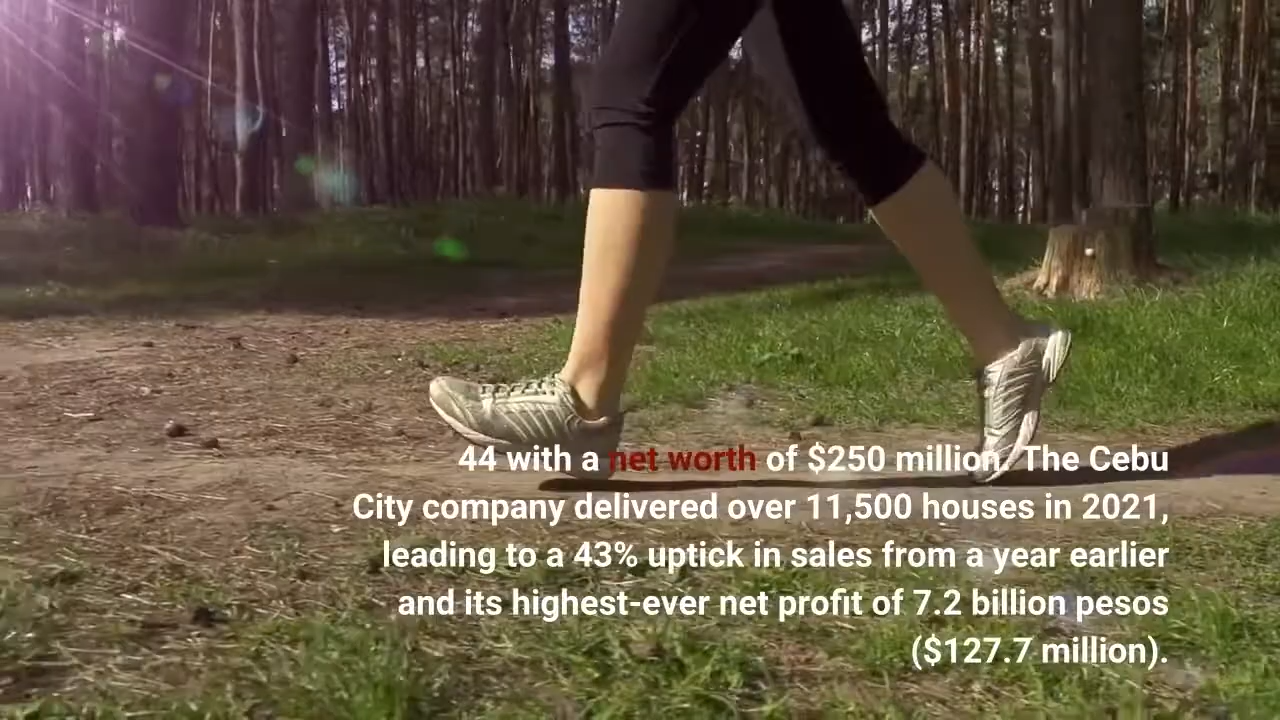 44 with a net worth of $250 million. The Cebu
City company delivered over 11,500 houses in 2021,
leading to a 43% uptick in sales from a year earlier
and its highest-ever net profit of 7.2 billion pesos
($127.7 million).